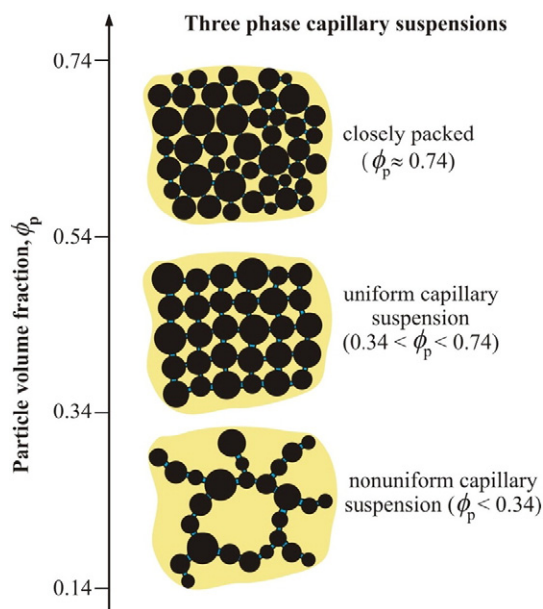 Three phase capillary suspensions
0.74
closely packed
(ϕp≈ 0.74)
0.54
uniform capillary
suspension
(0.34 < ϕp < 0.74)
Particle volume fraction, ϕp
0.34
nonuniform capillary
suspension (ϕp < 0.34)
0.14